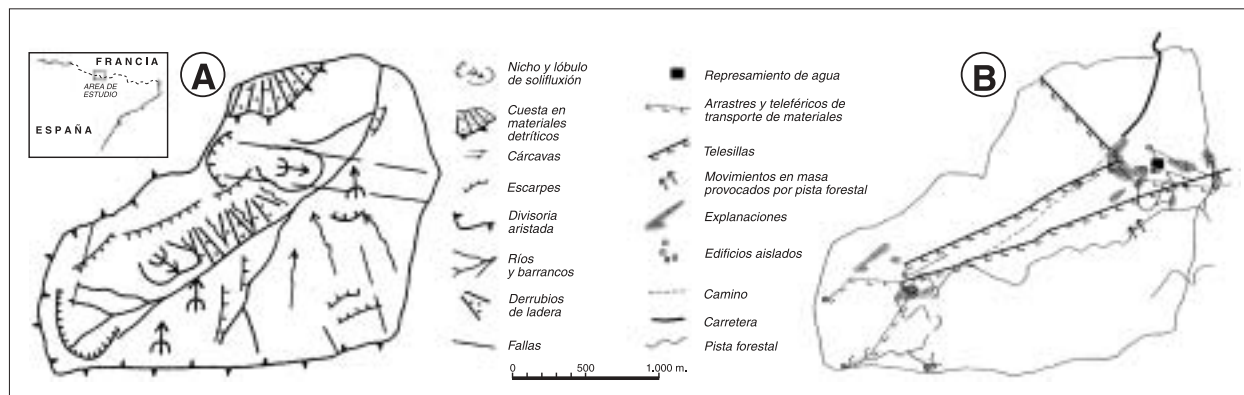 FRANCIA
AREA DE
ESTUDIO
ESPAÑA
A
Nicho y lóbulo
de solifluxión
Cuesta en
materiales
detríticos
Cárcavas
Escarpes
Divisoria
aristada
Ríos
y barrancos
Derrubios
de ladera
Fallas
0 500 1.000 m.
Represamiento de agua
Arrastres y teleféricos de
transporte de materiales
Telesillas
Movimientos en masa
provocados por pista forestal
Explanaciones
Edificios aislados
Camino
Carretera
Pista forestal
B